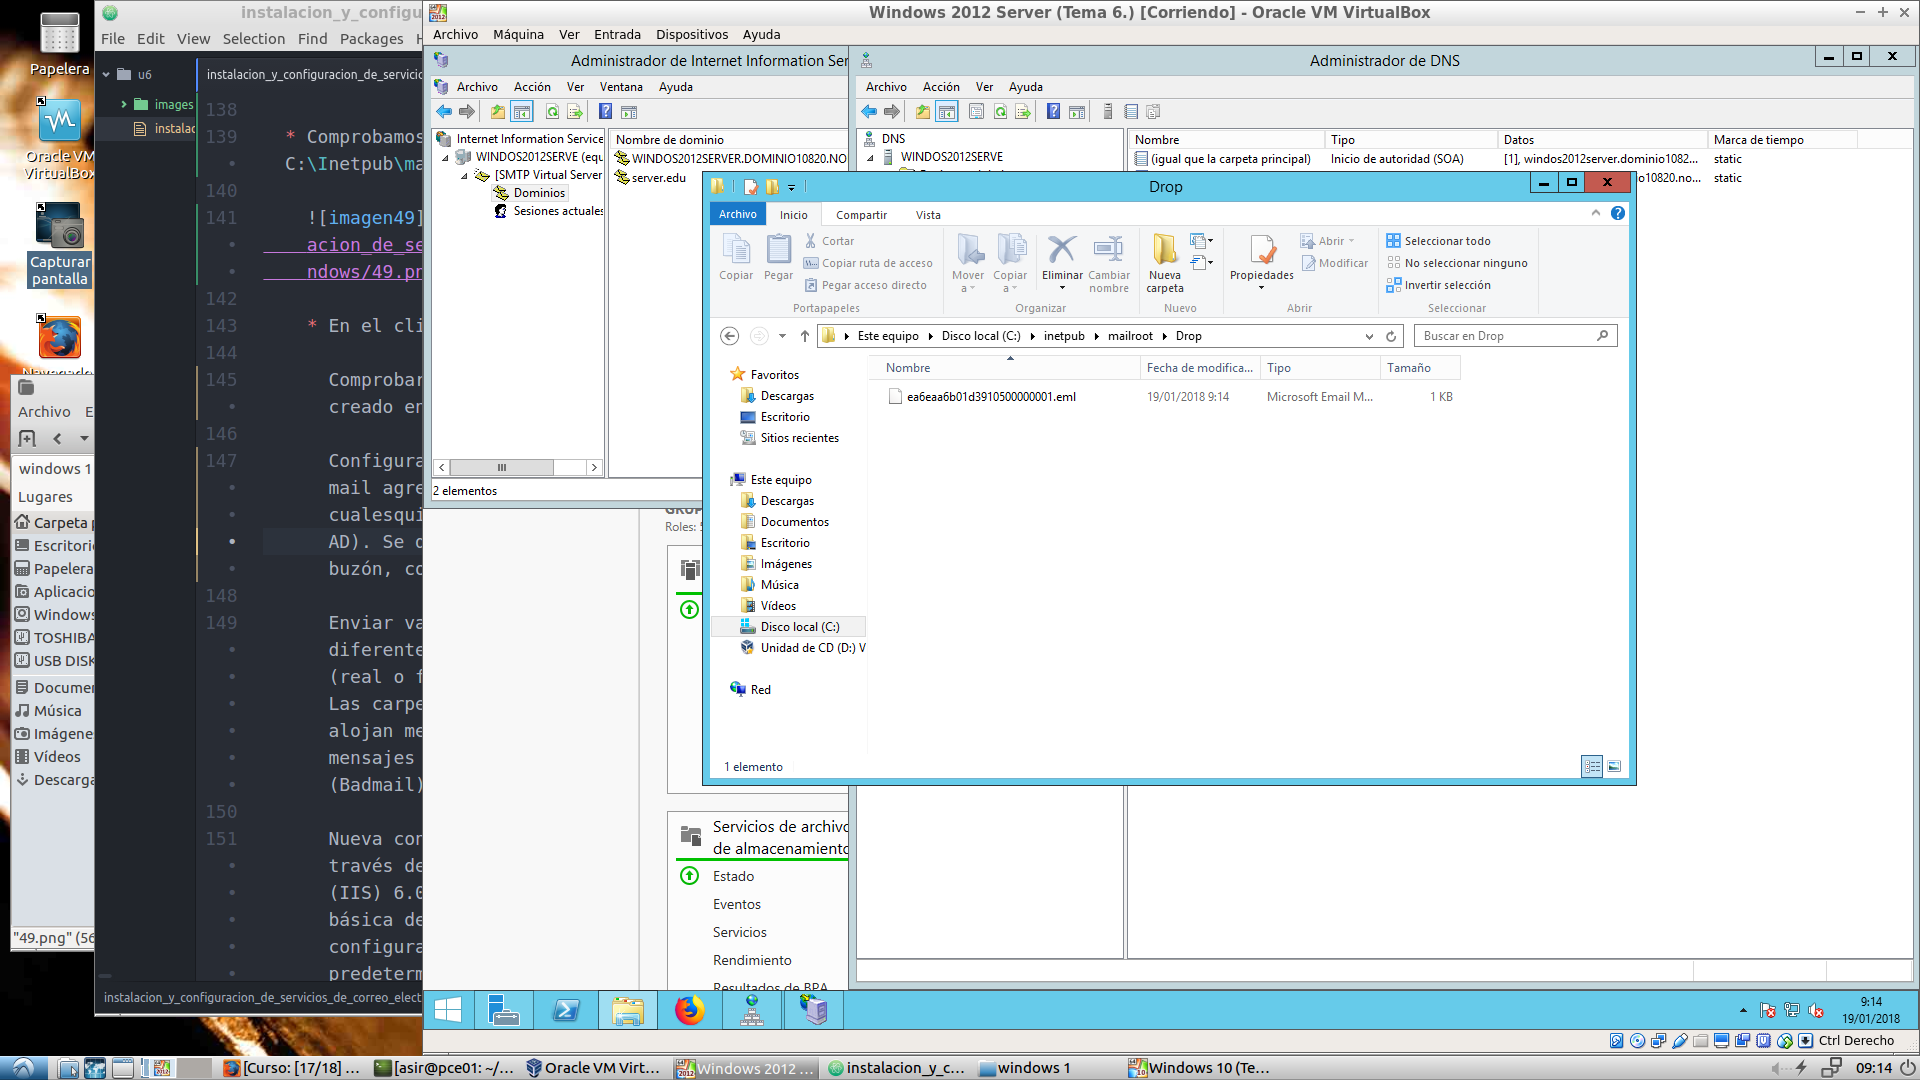 Papelera
Oracle VM
VirtualBox
Capturar
pantalla
instalacion_y_configu
File Edit View Selection Find Packages
u6
images
instalac
instalacion_y_configuracion_de_servicio
138
139 * Comprobamos
C:\Inetpub\ma
140
141 ![imagen49]
acion_de_se
ndows/49.pn
142
143 * En el cli
144
145 Comprobar
creado en
146
147 Configura
mail agre
cualesqui
AD). Se d
buzón, co
148
149 Enviar va
diferente
(real o f
Las carpe
alojan me
mensajes
(Badmail)
150
151 Nueva con
través de
(IIS) 6.0
básica de
configura
predeterm
instalacion_y_configuracion_de_servicios_de_correo_elect
Archivo E
windows 1
Lugares
Carpeta p
Escritorio
Papelera
Aplicacio
Windows
TOSHIBA
USB DISK
Documen
Música
Imágene
Vídeos
Descarga
"49.png" (56
Windows 2012 Server (Tema 6.) [Corriendo] - Oracle VM VirtualBox
Archivo Máquina Ver Entrada Dispositivos Ayuda
Administrador de Internet Information Ser
Archivo Acción Ver Ventana Ayuda
Internet Information Service
WINDOS2012SERVE (equ
[SMTP Virtual Server
Dominios
Sesiones actuales
Nombre de dominio
WINDOS2012SERVER.DOMINIO10820.NO
server.edu
2 elementos
Administrador de DNS
Archivo Acción Ver Ayuda
DNS
WINDOS2012SERVE
Nombre Tipo Datos Marca de tiempo
(igual que la carpeta principal) Inicio de autoridad (SOA) [1], windos2012server.dominio1082... static
io10820.no... static
Drop
Archivo Inicio Compartir Vista
Copiar
Pegar
Cortar
Copiar ruta de acceso
Pegar acceso directo
Portapapeles
Mover
a
Copiar
a
Eliminar
Cambiar
nombre
Organizar
Nueva
carpeta
Nuevo
Propiedades
Abrir
Modificar
Abrir
Seleccionar todo
No seleccionar ninguno
Invertir selección
Seleccionar
Este equipo Disco local (C:) inetpub mailroot Drop
Buscar en Drop
Favoritos
Descargas
Escritorio
Sitios recientes
Este equipo
Descargas
Documentos
Escritorio
Imágenes
Música
Vídeos
Disco local (C:)
Unidad de CD (D:) V
Red
Nombre Fecha de modifica... Tipo Tamaño
ea6eaa6b01d3910500000001.eml 19/01/2018 9:14 Microsoft Email M... 1 KB
1 elemento
Roles: 5
Servicios de archivo
de almacenamiento
Estado
Eventos
Servicios
Rendimiento
Resultados de BPA
9:14
19/01/2018
Ctrl Derecho
[Curso: [17/18] ...
[asir@pce01: ~/...
Oracle VM Virt...
Windows 2012 ...
instalacion_y_c...
windows 1
Windows 10 (Te...
09:14